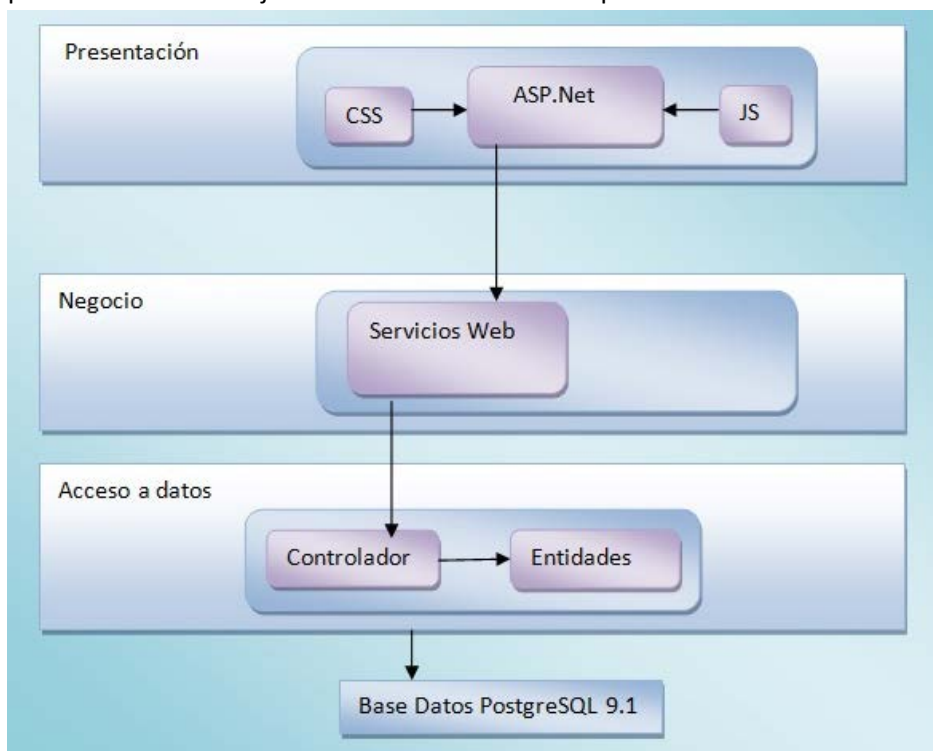 Presentación
CSS
ASP.Net
JS
Negocio
Servicios Web
Acceso a datos
Controlador
Entidades
Base Datos PostgreSQL 9.1